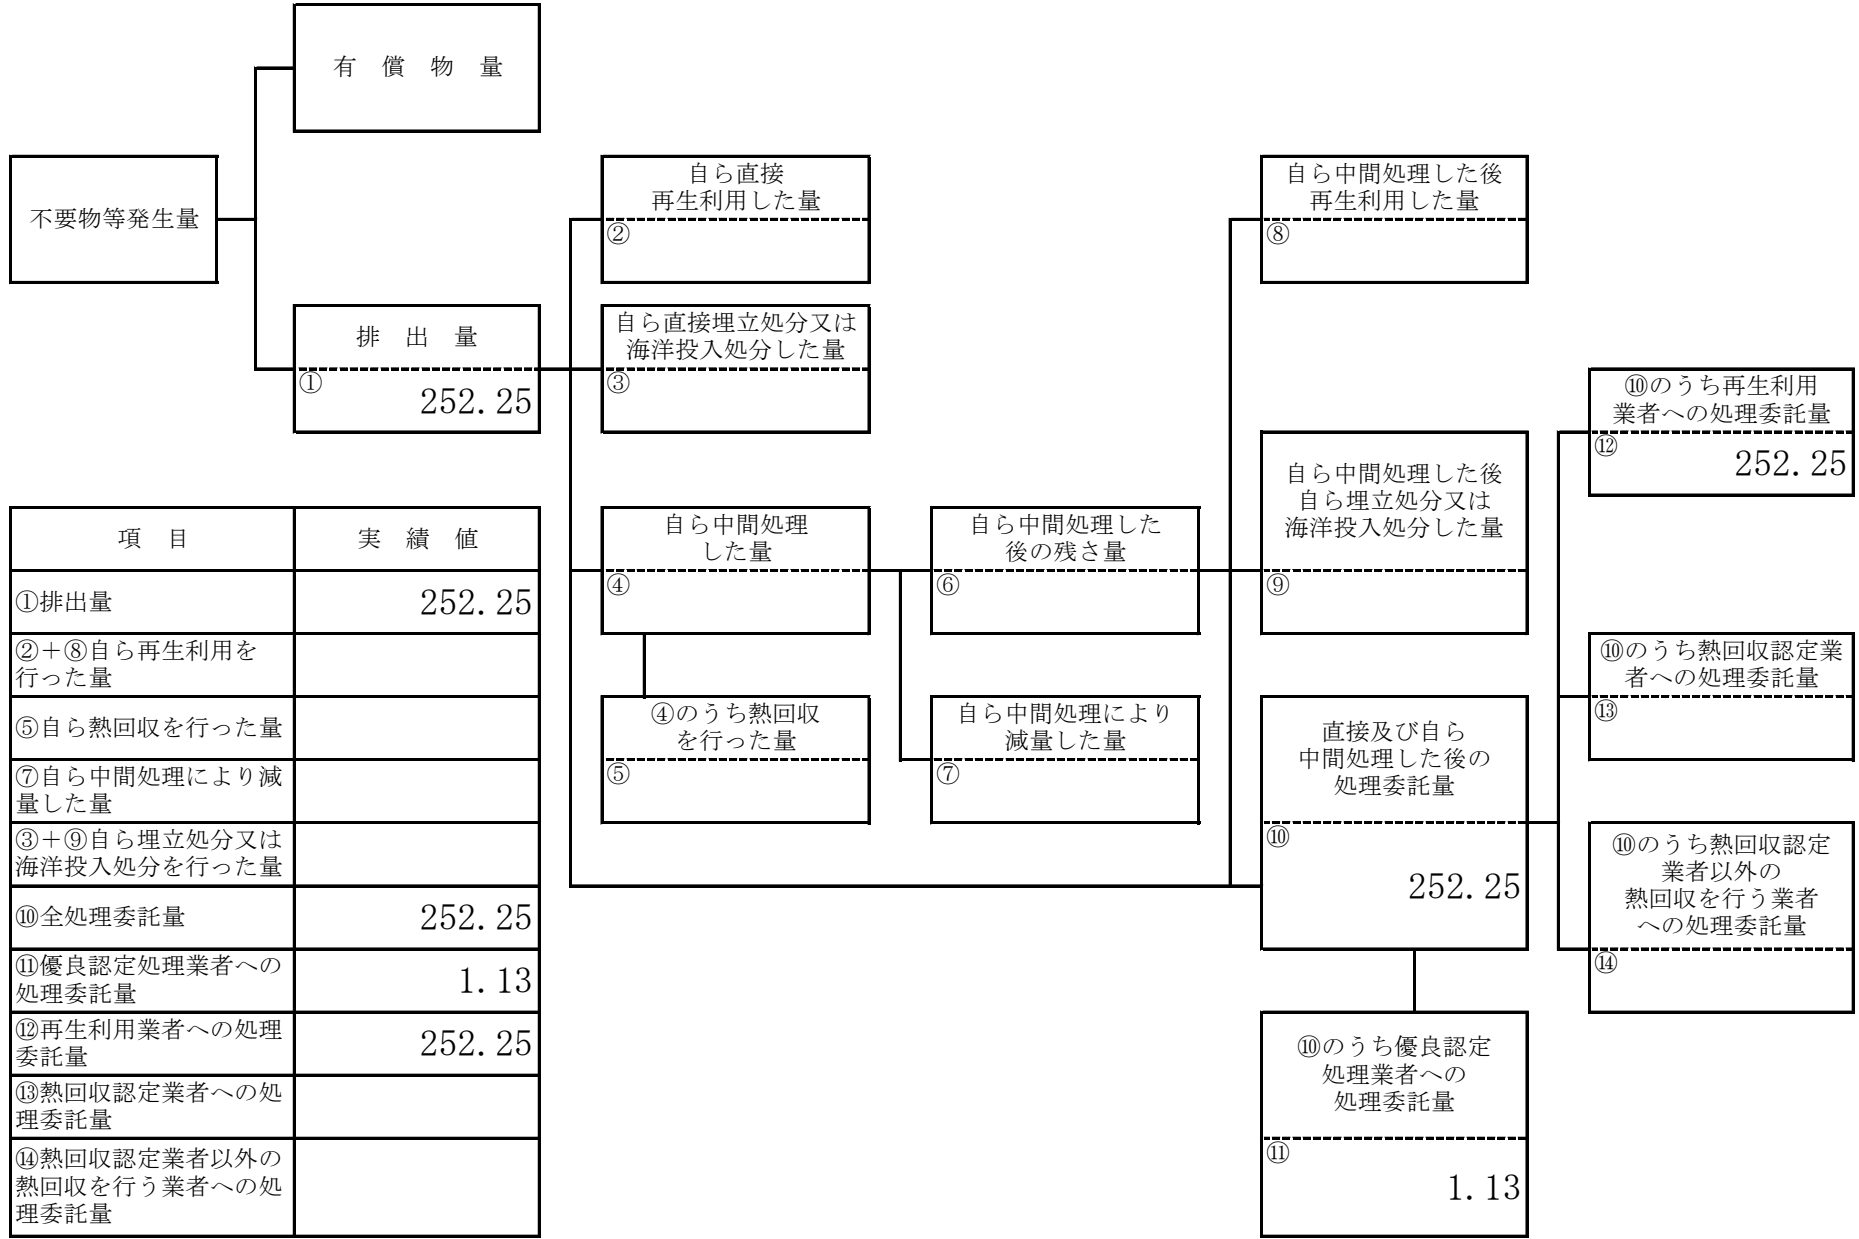 有 償 物 量
不要物等発生量
排 出 量
①
252.25
自ら直接
再生利用した量
②
自ら直接埋立処分又は
海洋投入処分した量
③
自ら中間処理
した量
④
④のうち熱回収
を行った量
⑤
自ら中間処理した
後の残さ量
⑥
自ら中間処理により
減量した量
⑦
自ら中間処理した後
再生利用した量
⑧
自ら中間処理した後
自ら埋立処分又は
海洋投入処分した量
⑨
直接及び自ら
中間処理した後の
処理委託量
⑩
252.25
⑩のうち優良認定
処理業者への
処理委託量
⑪
1.13
⑩のうち再生利用
業者への処理委託量
⑫
252.25
⑩のうち熱回収認定業
者への処理委託量
⑬
⑩のうち熱回収認定
業者以外の
熱回収を行う業者
への処理委託量
⑭
項 目 実 績 値
①排出量 252.25
②＋⑧自ら再生利用を
行った量
⑤自ら熱回収を行った量
⑦自ら中間処理により減
量した量
③＋⑨自ら埋立処分又は
海洋投入処分を行った量
⑩全処理委託量 252.25
⑪優良認定処理業者への
処理委託量 1.13
⑫再生利用業者への処理
委託量 252.25
⑬熱回収認定業者への処
理委託量
⑭熱回収認定業者以外の
熱回収を行う業者への処
理委託量